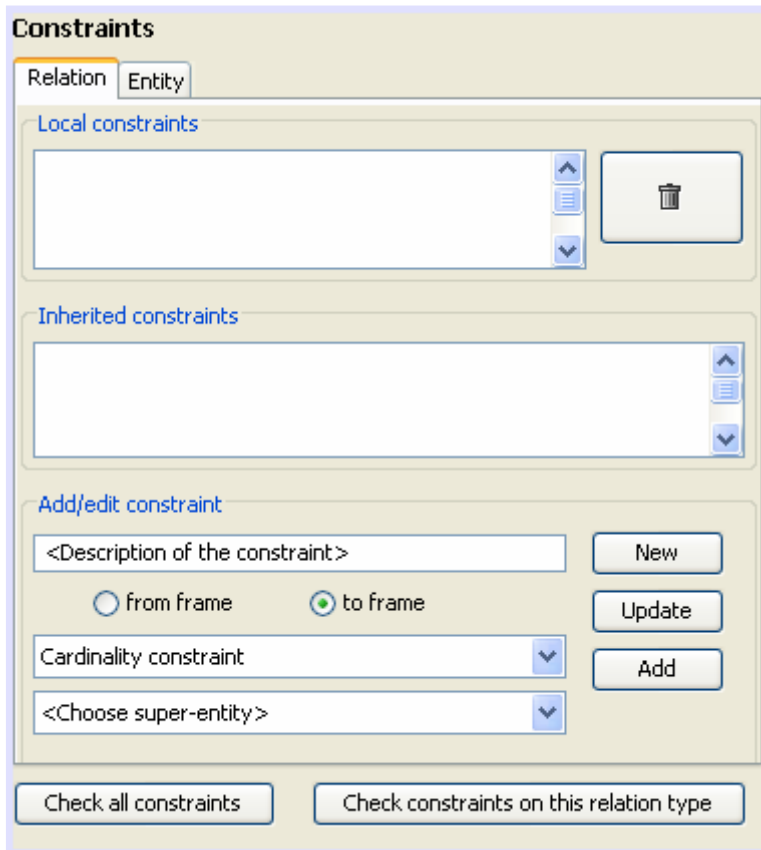 Constraints
Relation Entity
Local constraints
Inherited constraints
Add/edit constraint
<Description of the constraint> New
from frame to frame Update
Cardinality constraint Add
<Choose super-entity>
Check all constraints Check constraints on this relation type